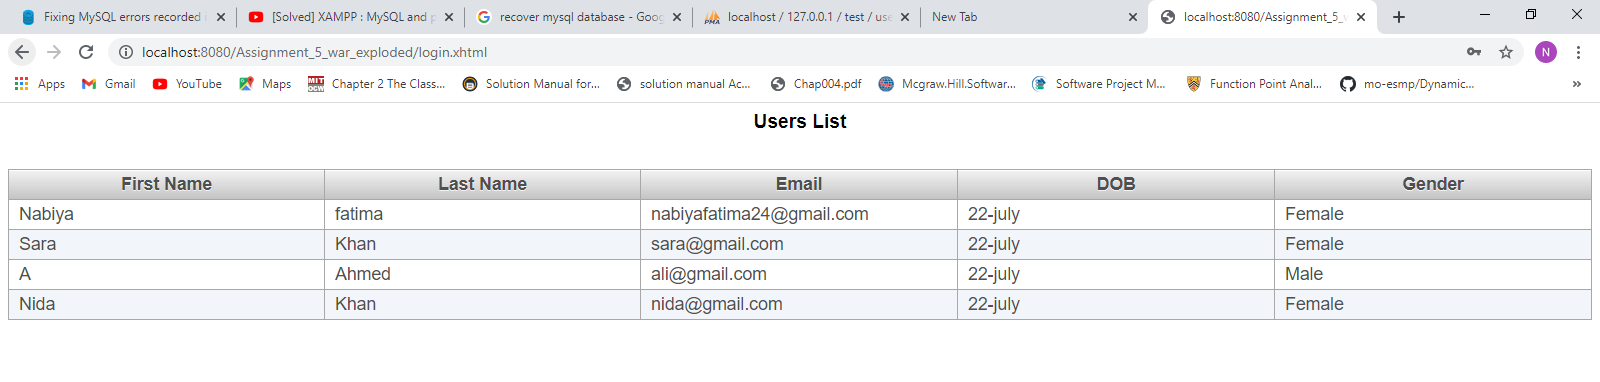 Fixing MySQL errors recorded i [Solved] XAMPP : MySQL and p recover mysql database - Goog PMA localhost / 127.0.0.1 / test / use New Tab localhost:8080/Assignment_5_w
localhost:8080/Assignment_5_war_exploded/login.xhtml N
Apps Gmail YouTube Maps MIT OCW Chapter 2 The Class... Solution Manual for... solution manual Ac... Chap004.pdf Mcgraw.Hill.Softwar... Software Project M... Function Point Anal... mo-esmp/Dynamic... »
Users List
First Name Last Name Email DOB Gender
Nabiya fatima nabiyafatima24@gmail.com 22-july Female
Sara Khan sara@gmail.com 22-july Female
A Ahmed ali@gmail.com 22-july Male
Nida Khan nida@gmail.com 22-july Female